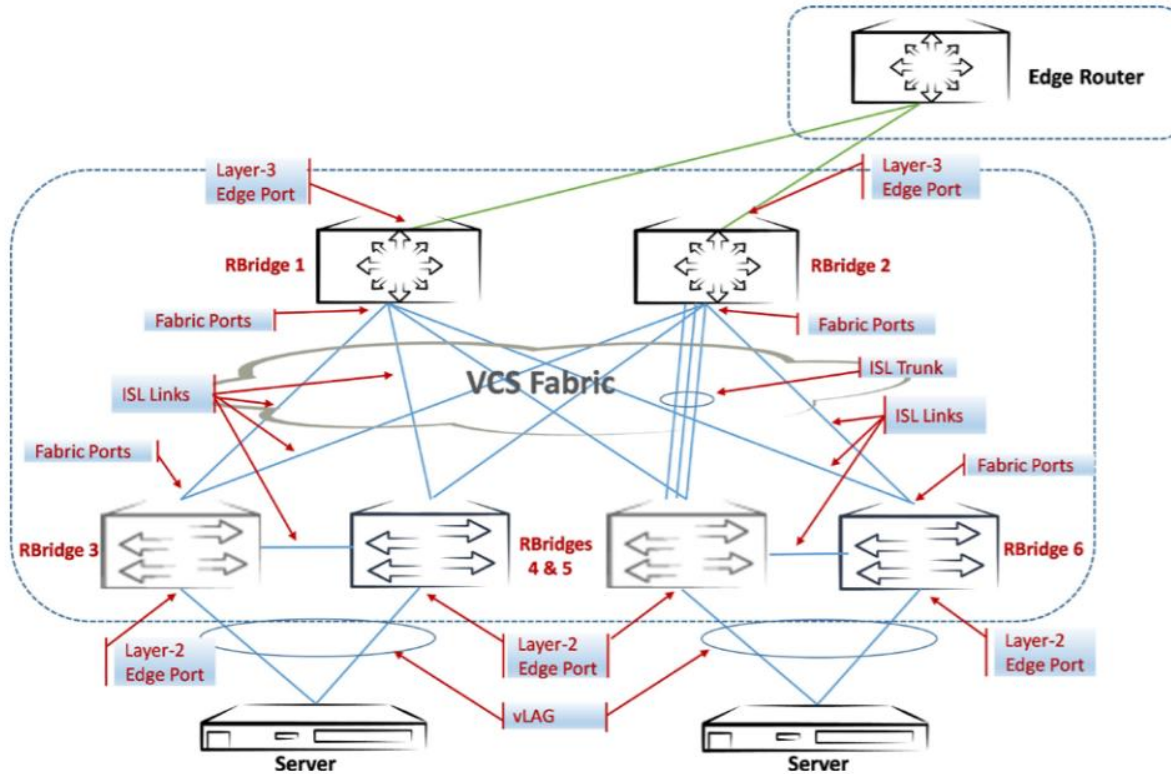 Edge Router
Layer-3
Edge Port
Layer-3
Edge Port
RBridge 1
RBridge 2
Fabric Ports
Fabric Ports
VCS Fabric
ISL Trunk
ISL Links
ISL Links
Fabric Ports
Fabric Ports
RBridge 3
RBridges
4 & 5
RBridge 6
Layer-2
Edge Port
Layer-2
Edge Port
Layer-2
Edge Port
vLAG
Server
Server